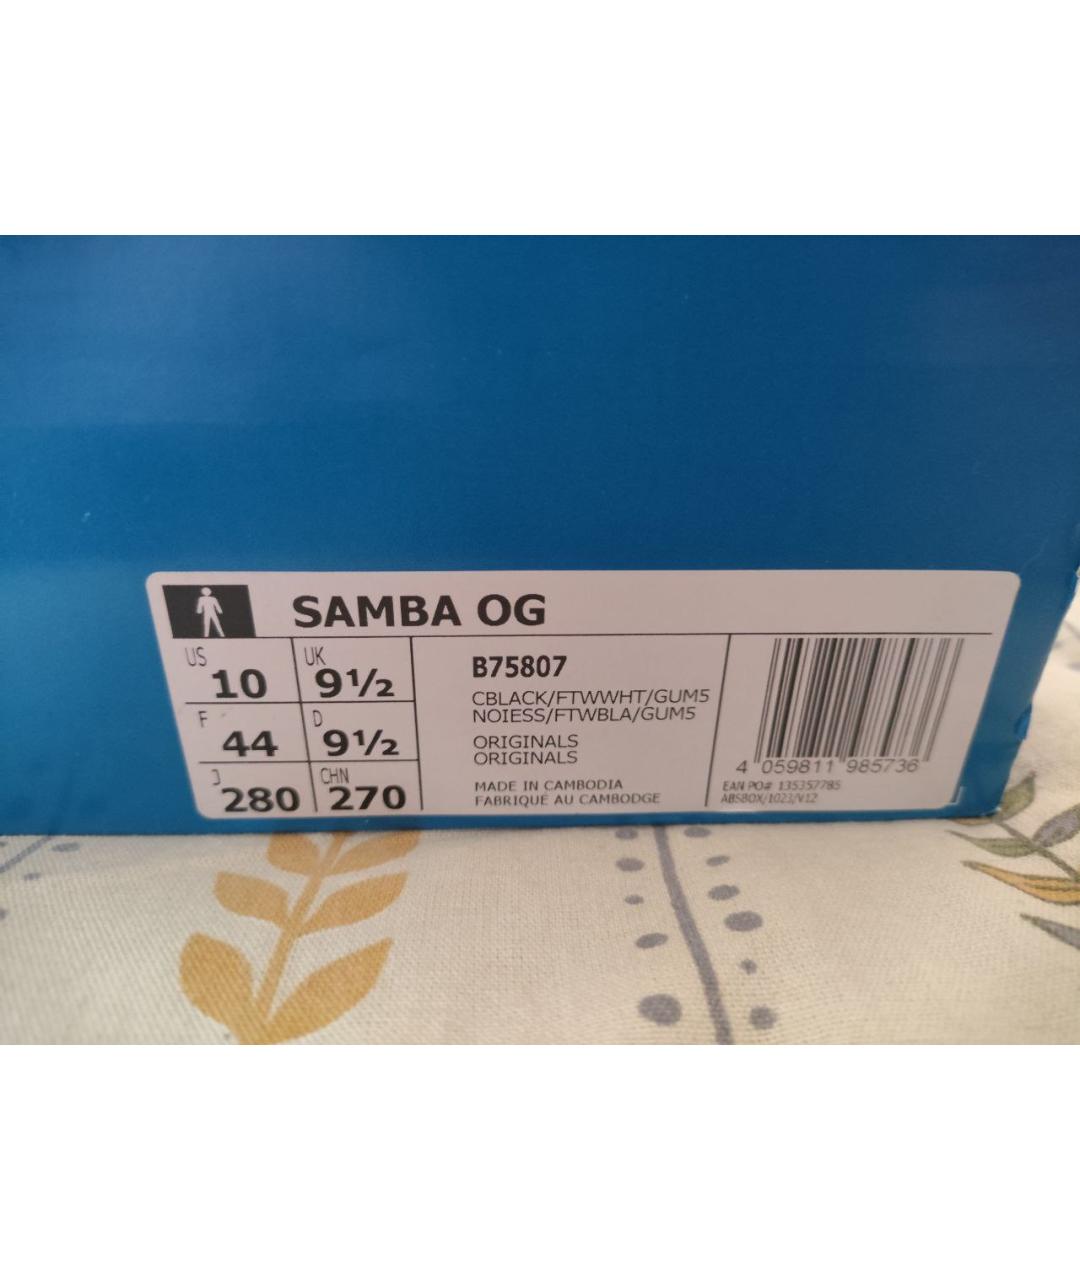 SAMBA OG
US 10 UK 9½
F 44 D 9½
J 280 CHN 270
B75807
CBLACK/FTWWHT/GUM5
NOIESS/FTWBLA/GUM5
ORIGINALS
ORIGINALS
MADE IN CAMBODIA
FABRIQUÉ AU CAMBODGE
4 059811 985736
EAN PO# 135357785
ABSBOX/1023/V12